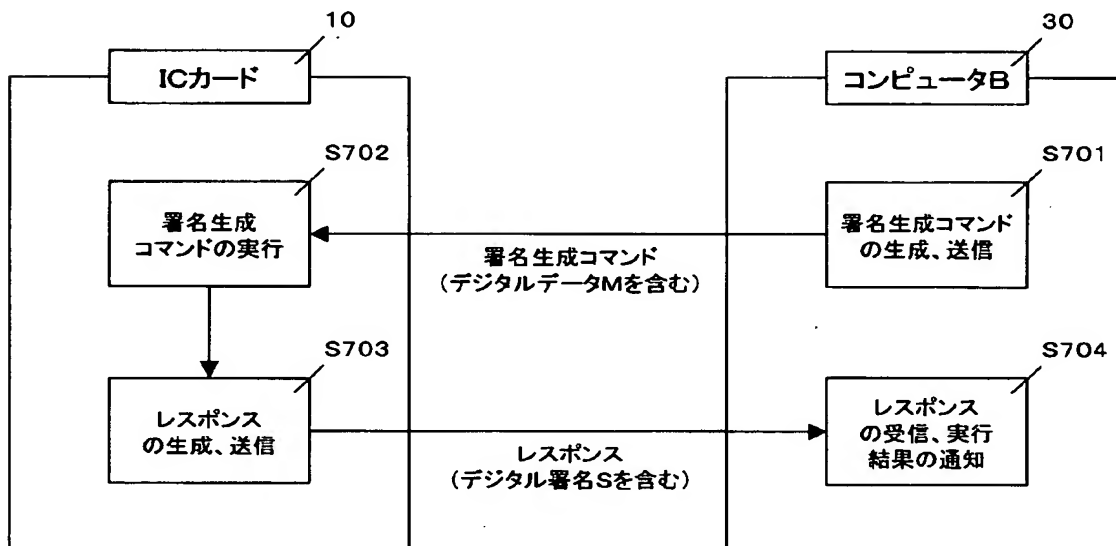 10
30
ICカード
コンピュータB
S702
S701
署名生成
コマンドの実行
署名生成コマンド
の生成、送信
署名生成コマンド
(デジタルデータMを含む)
S703
S704
レスポンス
の生成、送信
レスポンス
の受信、実行
結果の通知
レスポンス
(デジタル署名Sを含む)